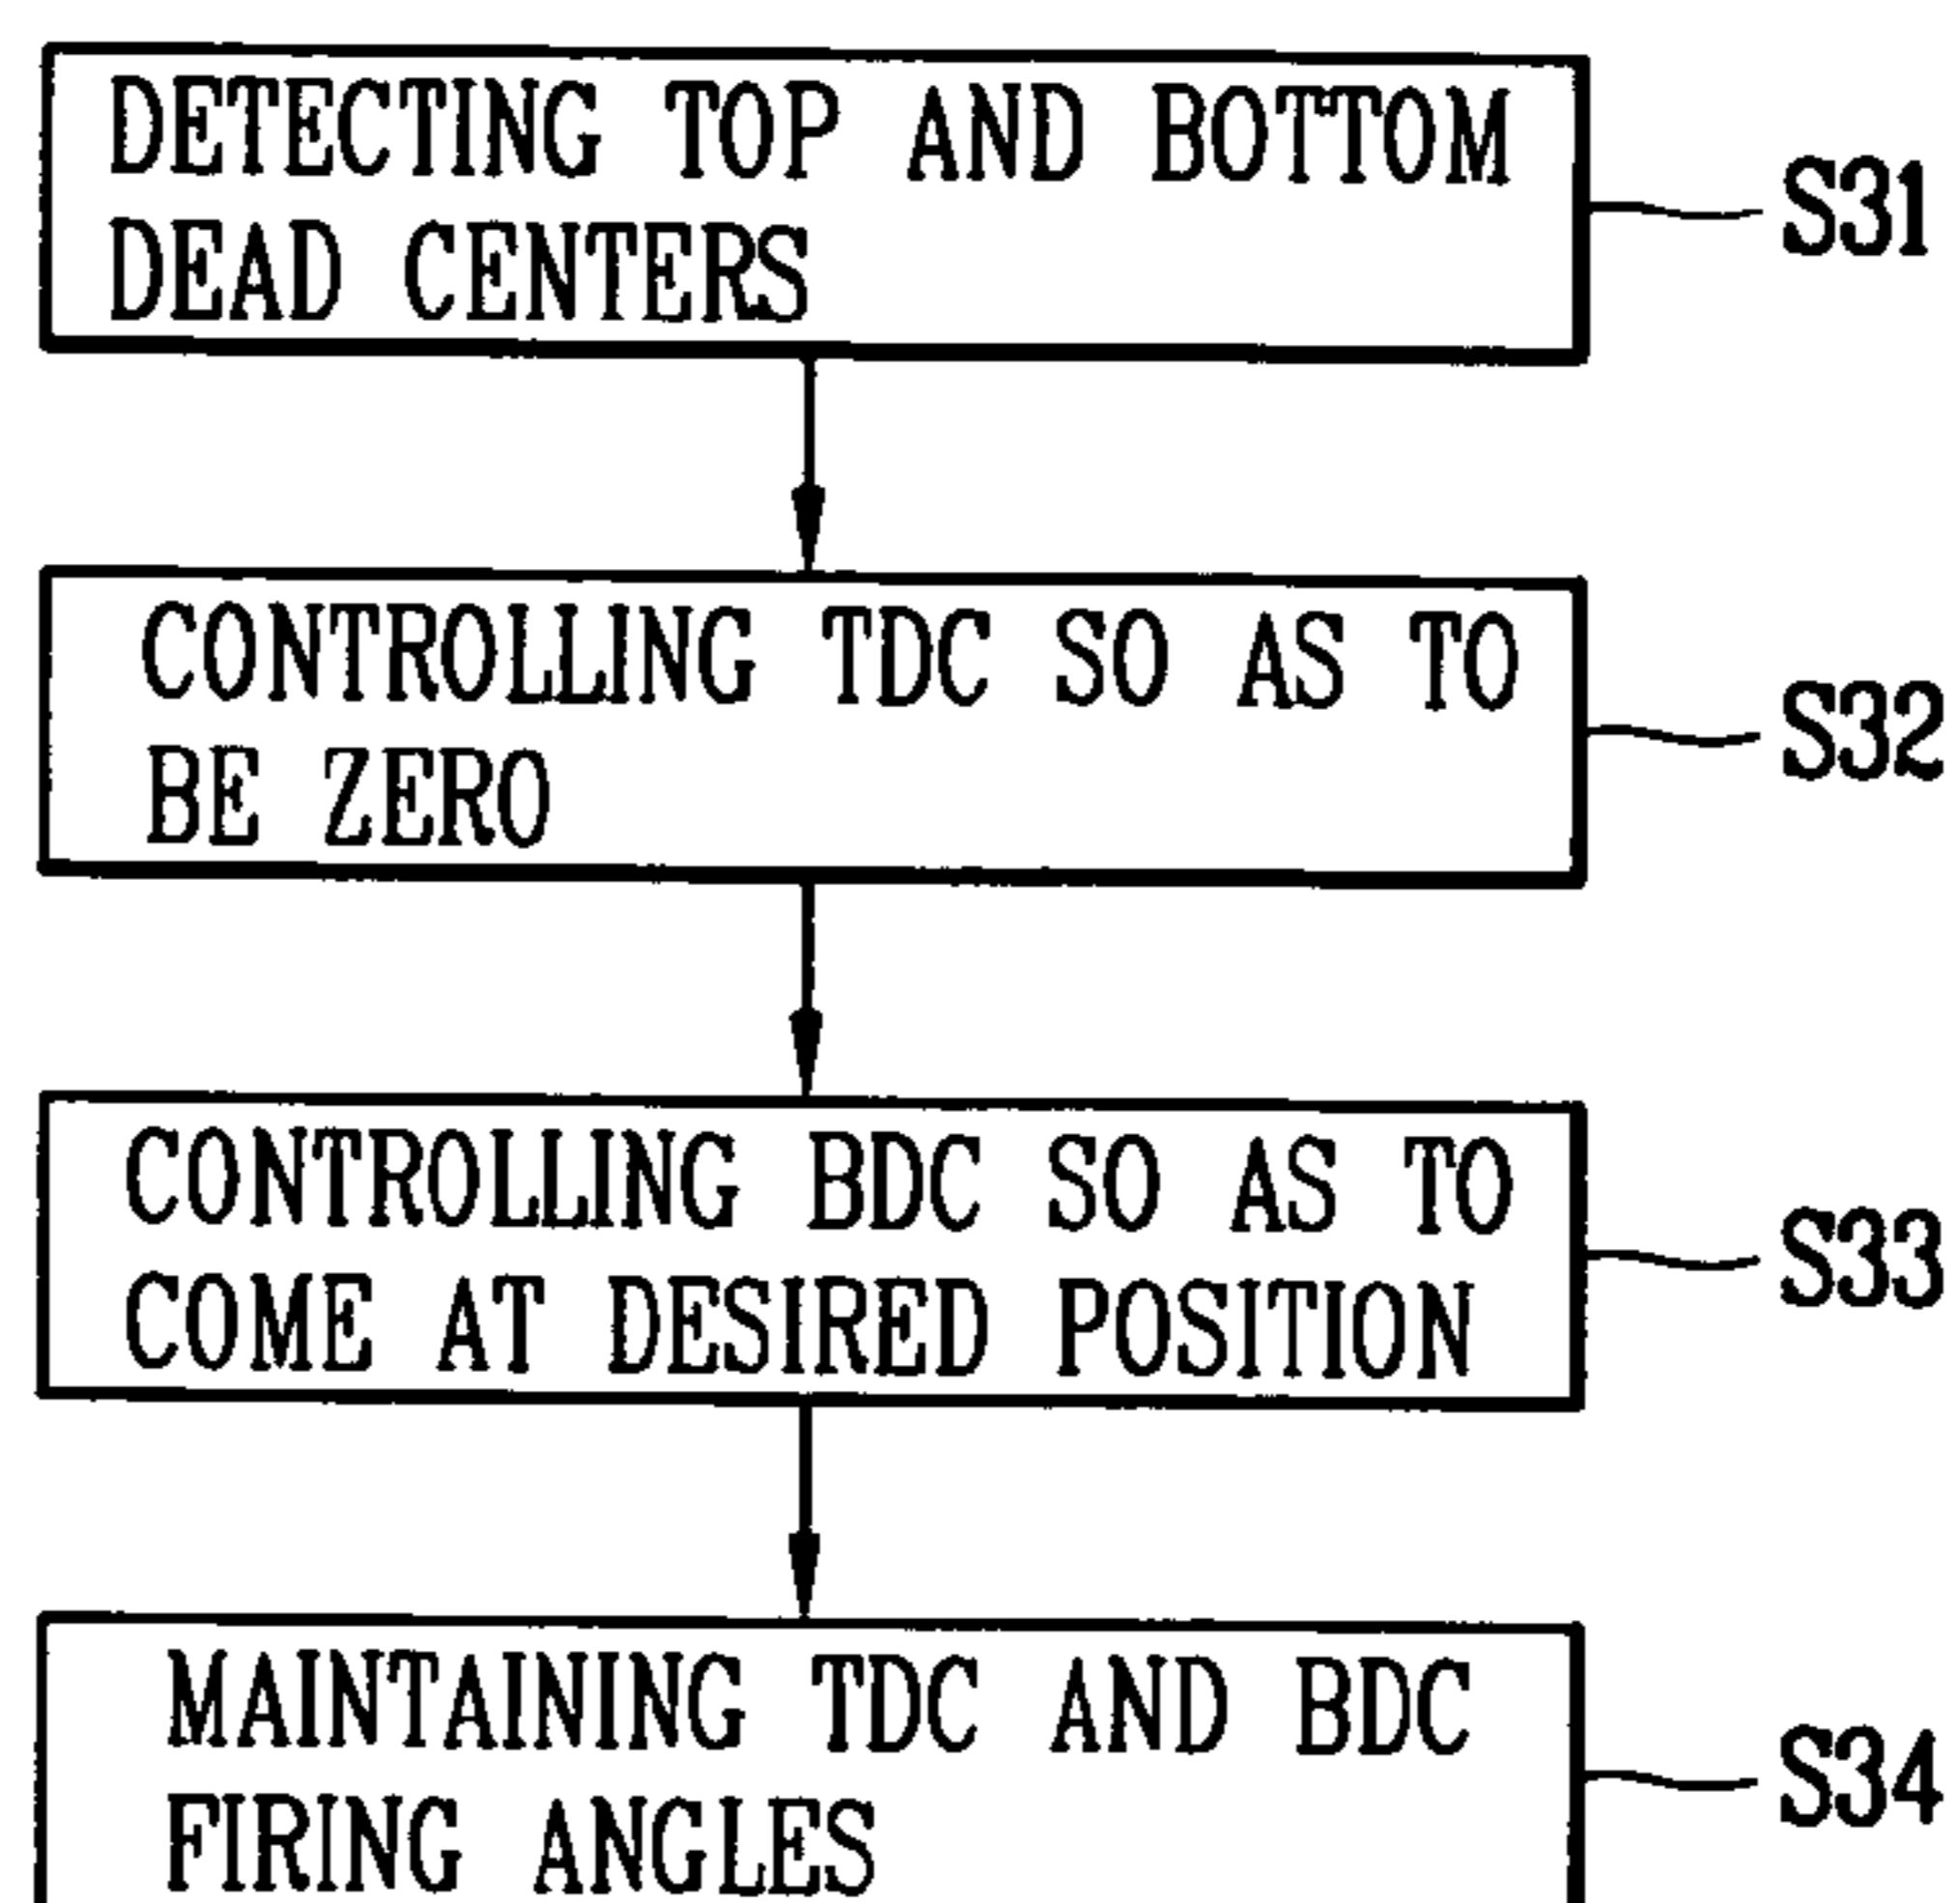 DETECTING TOP AND BOTTOM
DEAD CENTERS
S31
CONTROLLING TDC SO AS TO
BE ZERO
S32
CONTROLLING BDC SO AS TO
COME AT DESIRED POSITION
S33
MAINTAINING TDC AND BDC
FIRING ANGLES
S34